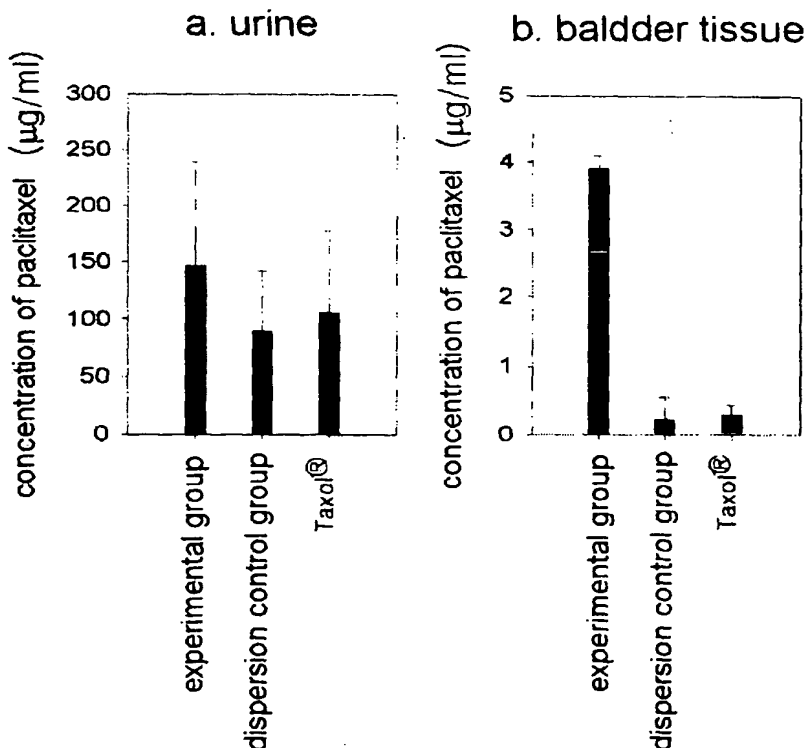 a. urine
concentration of paclitaxel (μg/ml)
300
250
200
150
100
50
0
experimental group
dispersion control group
Taxol®
b. baldder tissue
concentration of paclitaxel (μg/ml)
5
4
3
2
1
0
experimental group
dispersion control group
Taxol®